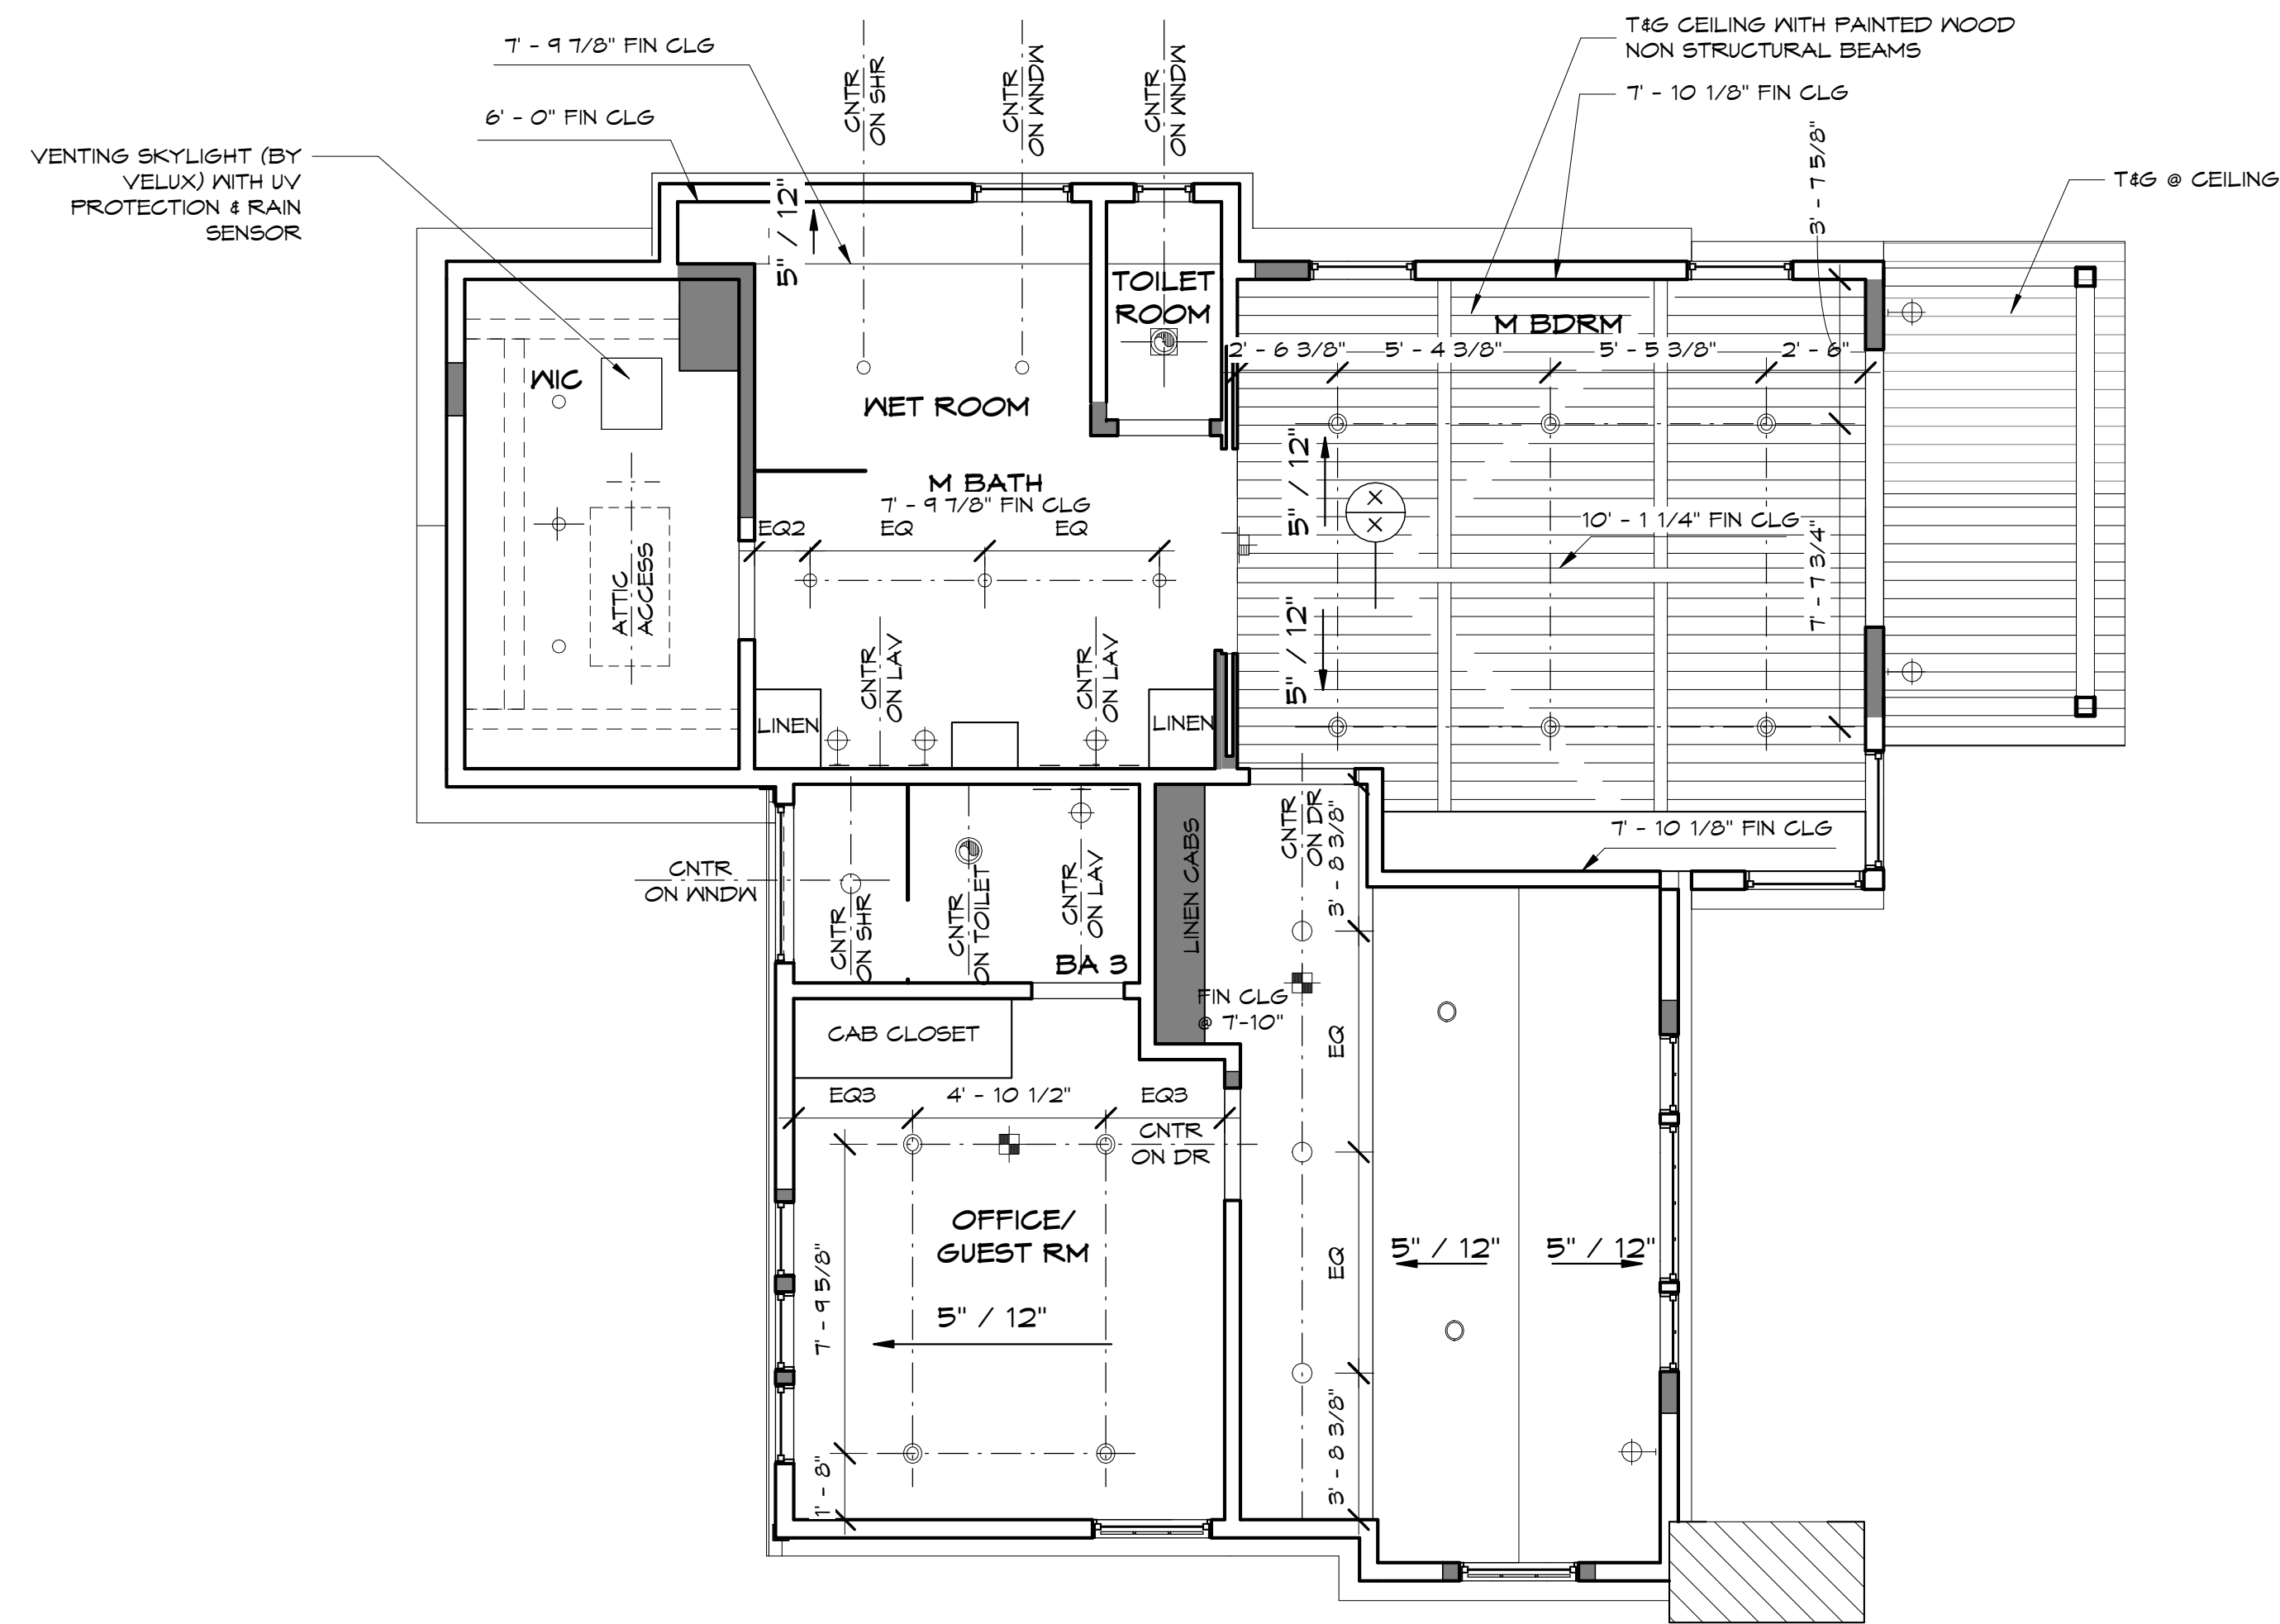 T&G CEILING WITH PAINTED WOOD
NON STRUCTURAL BEAMS
7' - 9 7/8" FIN CLG
CNTR
ON SHR
CNTR
ON WNDW
CNTR
ON WNDW
7' - 10 1/8" FIN CLG
6' - 0" FIN CLG
VENTING SKYLIGHT (BY
VELUX) WITH UV
PROTECTION & RAIN
SENSOR
3' - 7 5/8"
T&G @ CEILING
5" / 12"
TOILET
ROOM
M BDRM
2' - 6 3/8"
5' - 4 3/8"
5' - 5 3/8"
2' - 6"
WIC
WET ROOM
M BATH
7' - 9 7/8" FIN CLG
EQ2
EQ
EQ
5" / 12"
X
X
10' - 1 1/4" FIN CLG
7' - 7 3/4"
ATTIC
ACCESS
5" / 12"
CNTR
ON LAV
CNTR
ON LAV
LINEN
LINEN
CNTR
ON DR
3' - 8 3/8"
7' - 10 1/8" FIN CLG
CNTR
ON WNDW
CNTR
ON SHR
CNTR
ON TOILET
CNTR
ON LAV
LINEN CABS
BA 3
FIN CLG
@ 7'-10"
CAB CLOSET
EQ
EQ3
4' - 10 1/2"
EQ3
CNTR
ON DR
OFFICE/
GUEST RM
7' - 9 5/8"
5" / 12"
EQ
5" / 12"
5" / 12"
1' - 8"
3' - 8 3/8"